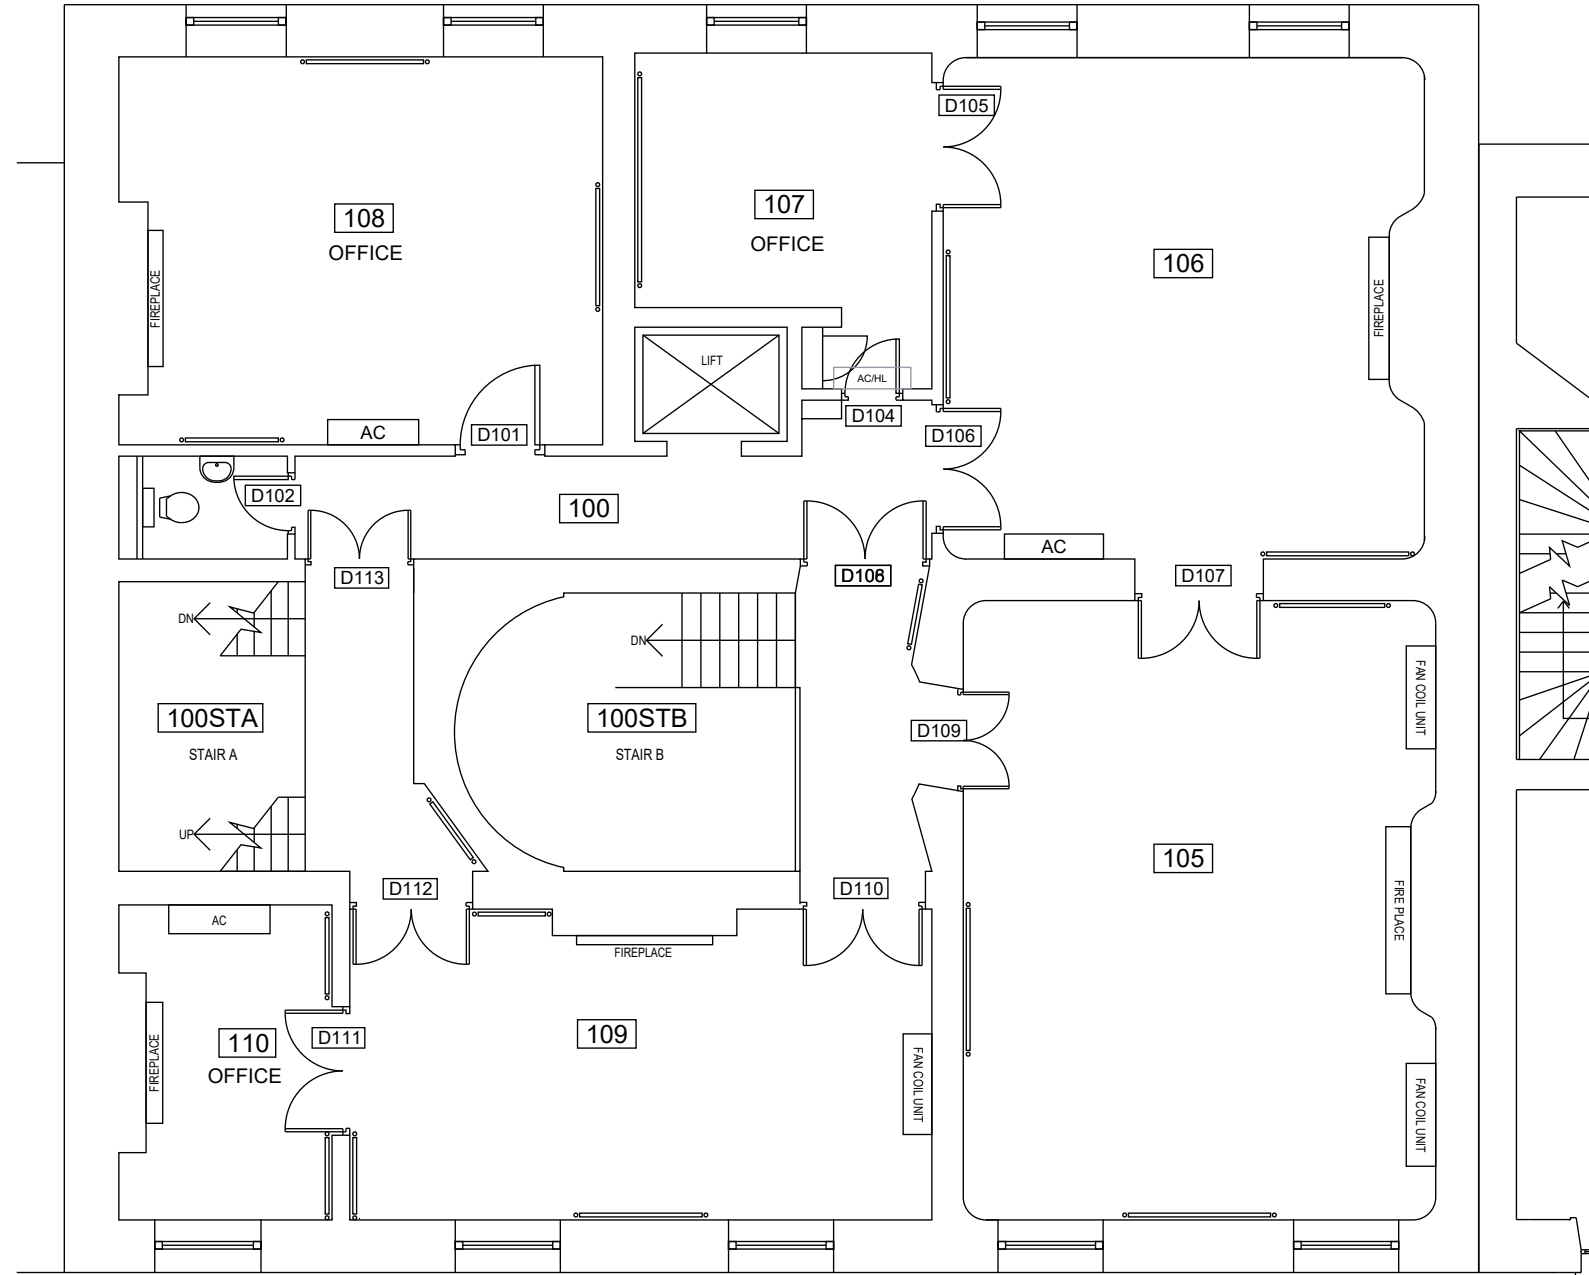 D105
107
OFFICE
108
OFFICE
106
FIREPLACE
FIREPLACE
LIFT
AC/HL
D104
AC
D101
D106
D102
100
AC
D113
D107
DN
DN
FAN COIL UNIT
100STA
STAIR A
100STB
STAIR B
D109
UP
105
D112
D110
FIRE PLACE
AC
FIREPLACE
110
OFFICE
D111
109
FIREPLACE
FAN COIL UNIT
FAN COIL UNIT